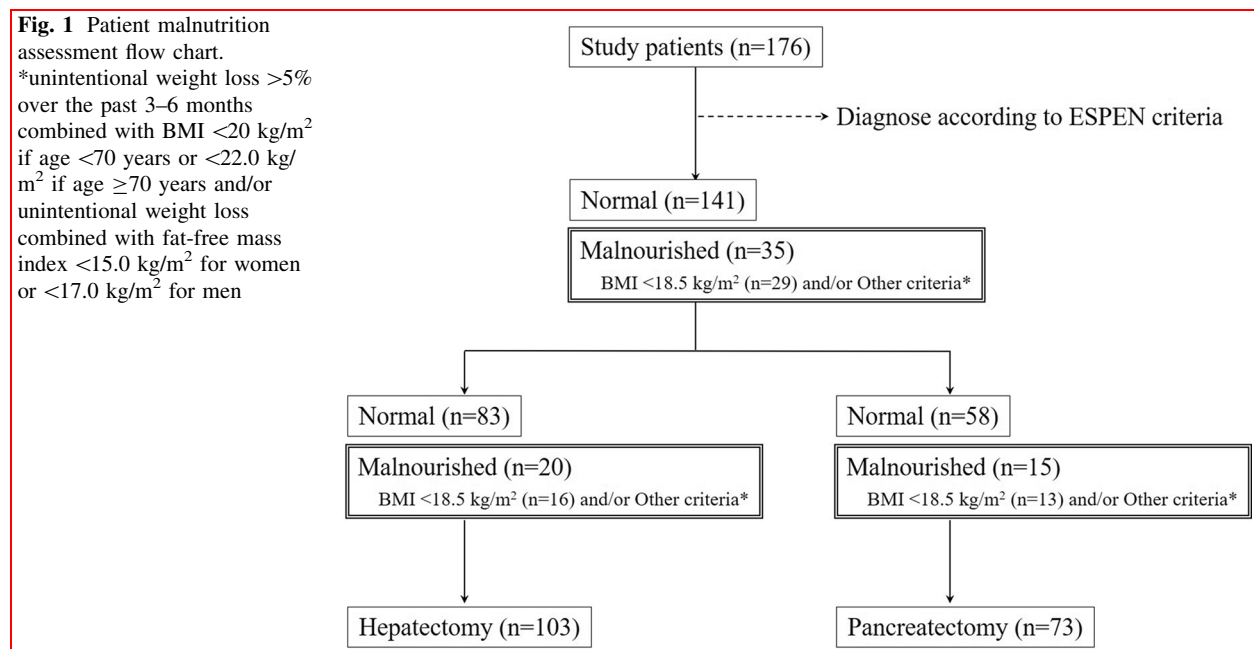 Fig. 1 Patient malnutrition
assessment flow chart.
*unintentional weight loss >5%
over the past 3–6 months
combined with BMI <20 kg/m²
if age <70 years or <22.0 kg/
m² if age ≥70 years and/or
unintentional weight loss
combined with fat-free mass
index <15.0 kg/m² for women
or <17.0 kg/m² for men
Study patients (n=176)
Diagnose according to ESPEN criteria
Normal (n=141)
Malnourished (n=35)
BMI <18.5 kg/m² (n=29) and/or Other criteria*
Normal (n=83)
Malnourished (n=20)
BMI <18.5 kg/m² (n=16) and/or Other criteria*
Normal (n=58)
Malnourished (n=15)
BMI <18.5 kg/m² (n=13) and/or Other criteria*
Hepatectomy (n=103)
Pancreatectomy (n=73)